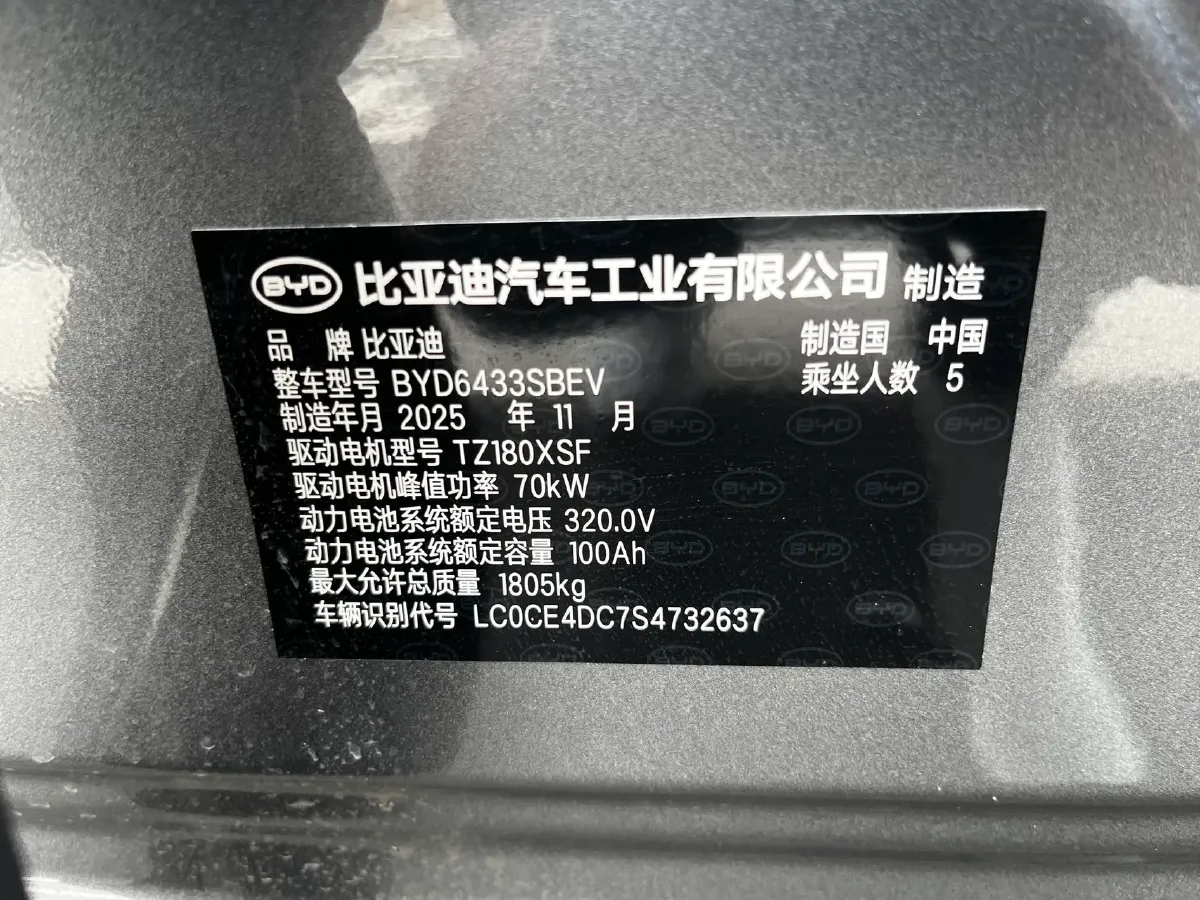 BYD 比亚迪汽车工业有限公司 制造
品 牌 比亚迪 制造国 中国
整车型号 BYD6433SBEV 乘坐人数 5
制造年月 2025 年 11 月
驱动电机型号 TZ180XSF
驱动电机峰值功率 70kW
动力电池系统额定电压 320.0V
动力电池系统额定容量 100Ah
最大允许总质量 1805kg
车辆识别代号 LC0CE4DC7S4732637